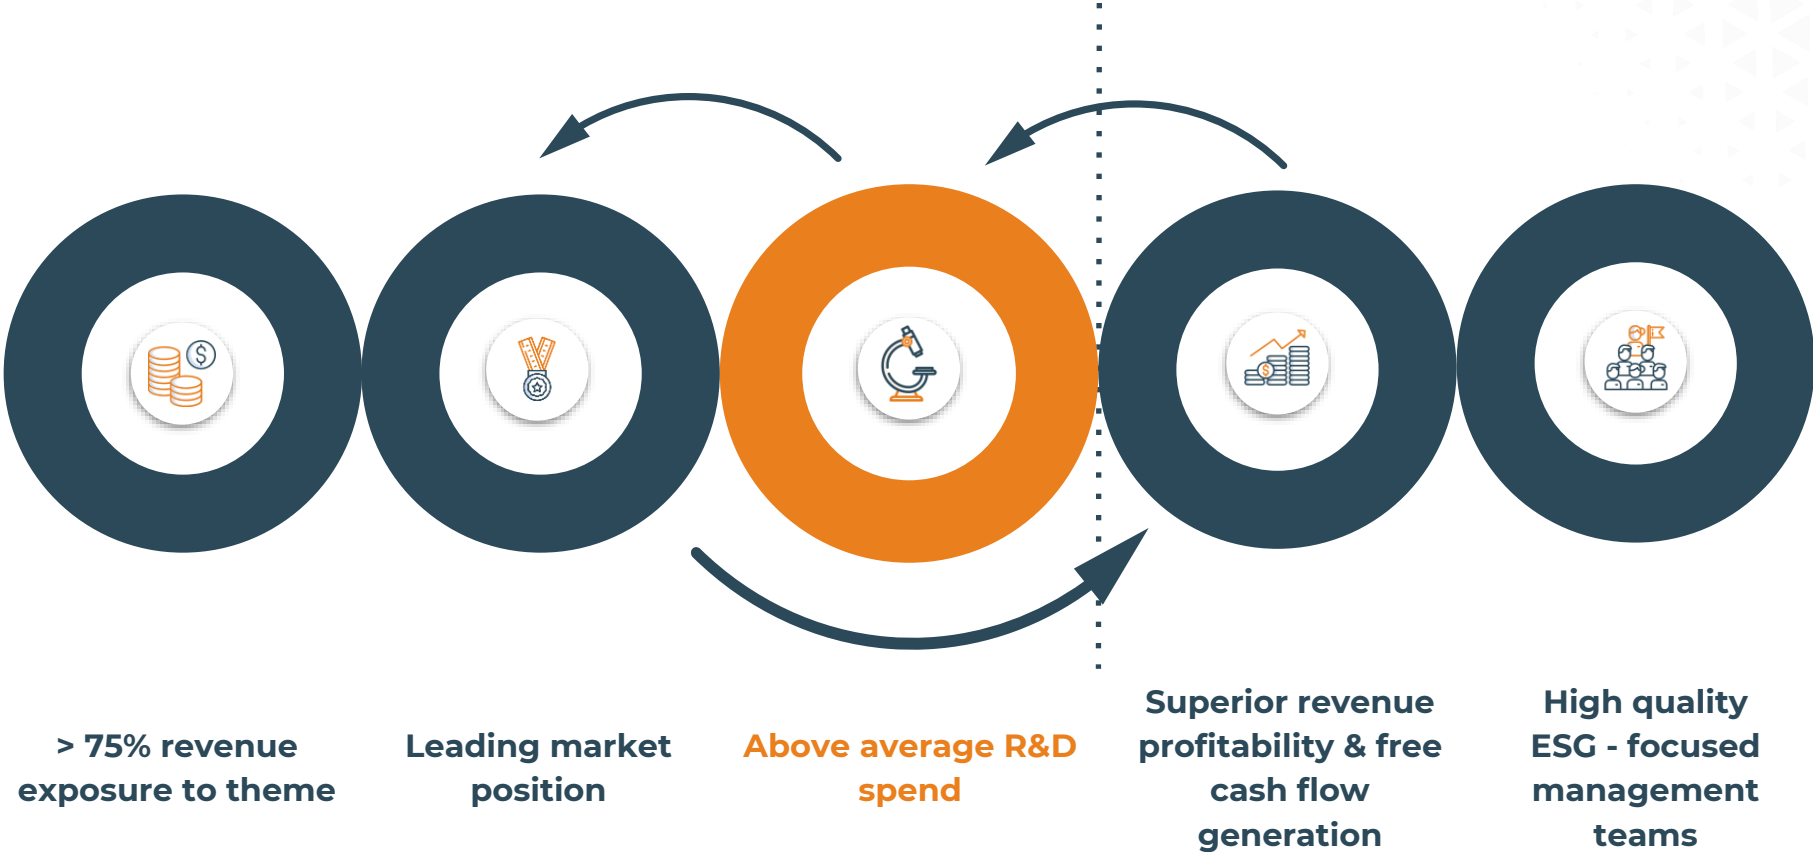 > 75% revenue
exposure to theme
Leading market
position
Above average R&D
spend
Superior revenue
profitability & free
cash flow
generation
High quality
ESG - focused
management
teams